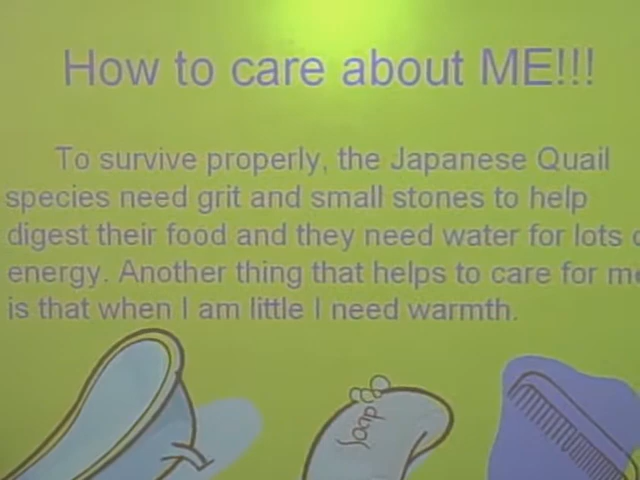 How to care about ME!!!
To survive properly, the Japanese Quail
species need grit and small stones to help
digest their food and they need water for lots
energy. Another thing that helps to care for
is that when I am little I need warmth.
Soap